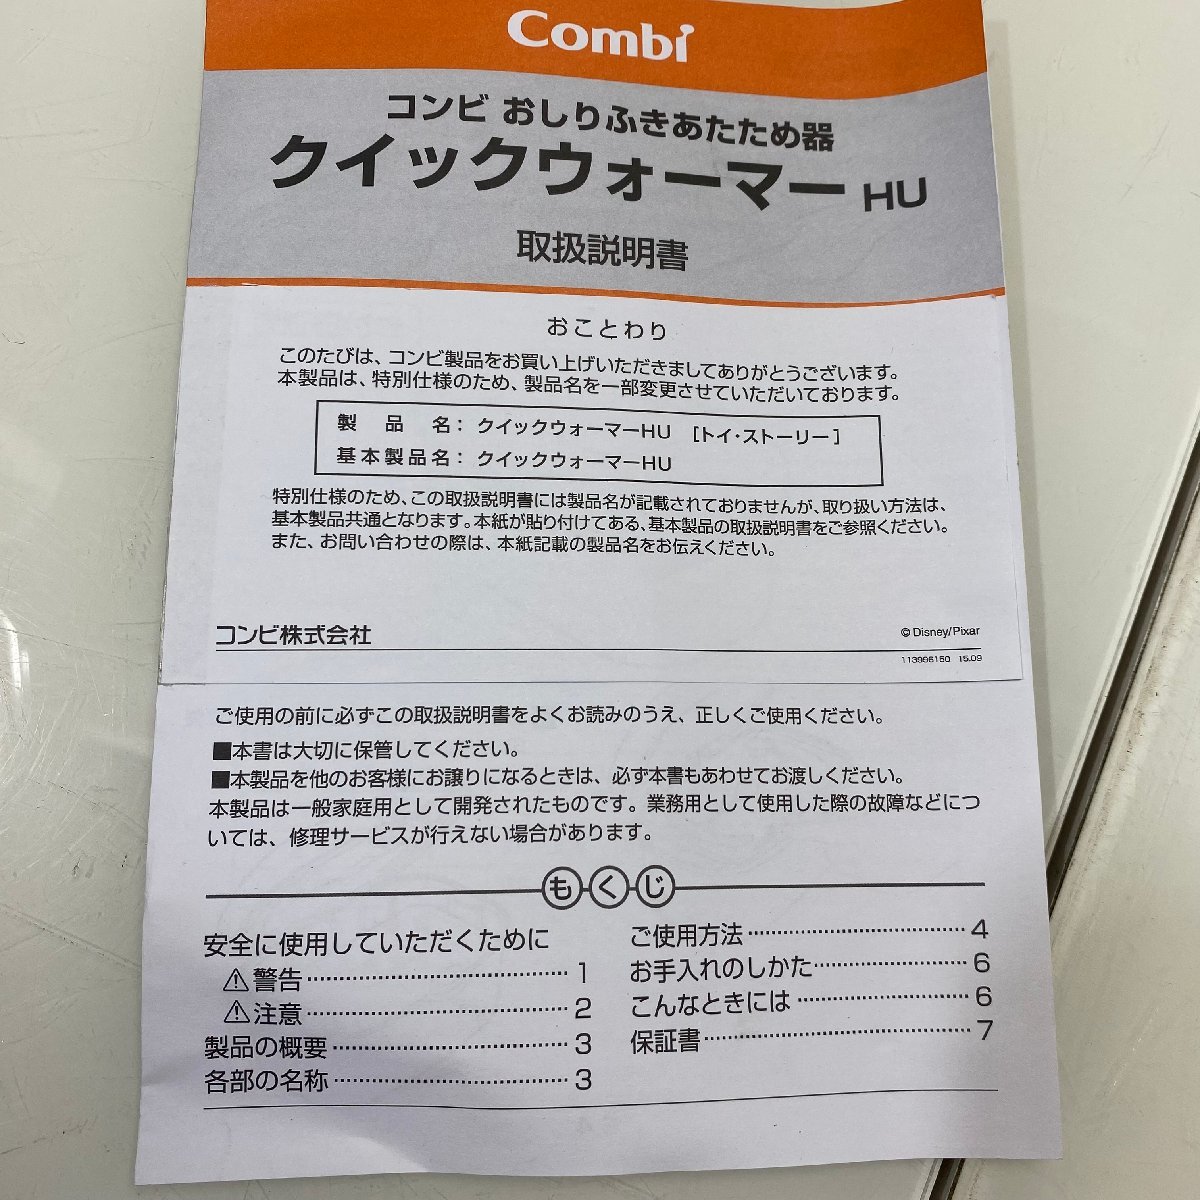 Combi
コンビ おしりふきあたため器
クイックウォーマー HU
取扱説明書
おことわり
このたびは、コンビ製品をお買い上げいただきましてありがとうございます。
本製品は、特別仕様のため、製品名を一部変更させていただいております。
製品名：クイックウォーマーHU [トイ・ストーリー]
基本製品名：クイックウォーマーHU
特別仕様のため、この取扱説明書には製品名が記載されておりませんが、取り扱い方法は、
基本製品共通となります。本紙が貼り付けてある、基本製品の取扱説明書をご参照ください。
また、お問い合わせの際は、本紙記載の製品名をお伝えください。
コンビ株式会社
© Disney/Pixar
113996150 15.09
ご使用の前に必ずこの取扱説明書をよくお読みのうえ、正しくご使用ください。
■本書は大切に保管してください。
■本製品を他のお客様にお譲りになるときは、必ず本書もあわせてお渡しください。
本製品は一般家庭用として開発されたものです。業務用として使用した際の故障などにつ
いては、修理サービスが行えない場合があります。
もくじ
安全に使用していただくために
⚠警告 1
⚠注意 2
製品の概要 3
各部の名称 3
ご使用方法 4
お手入れのしかた 6
こんなときには 6
保証書 7